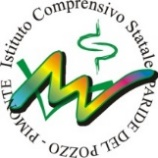 Istituto Comprensivo Statale PARIDE DEL POZZO - PIMONTE